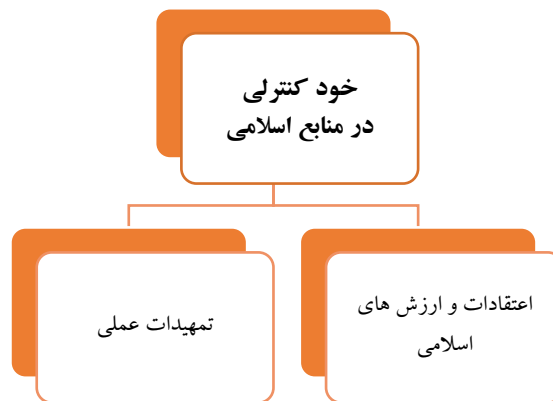 خود کنترلی
در منابع اسلامی
اعتقادات و ارزش های
اسلامی
تمهیدات عملی